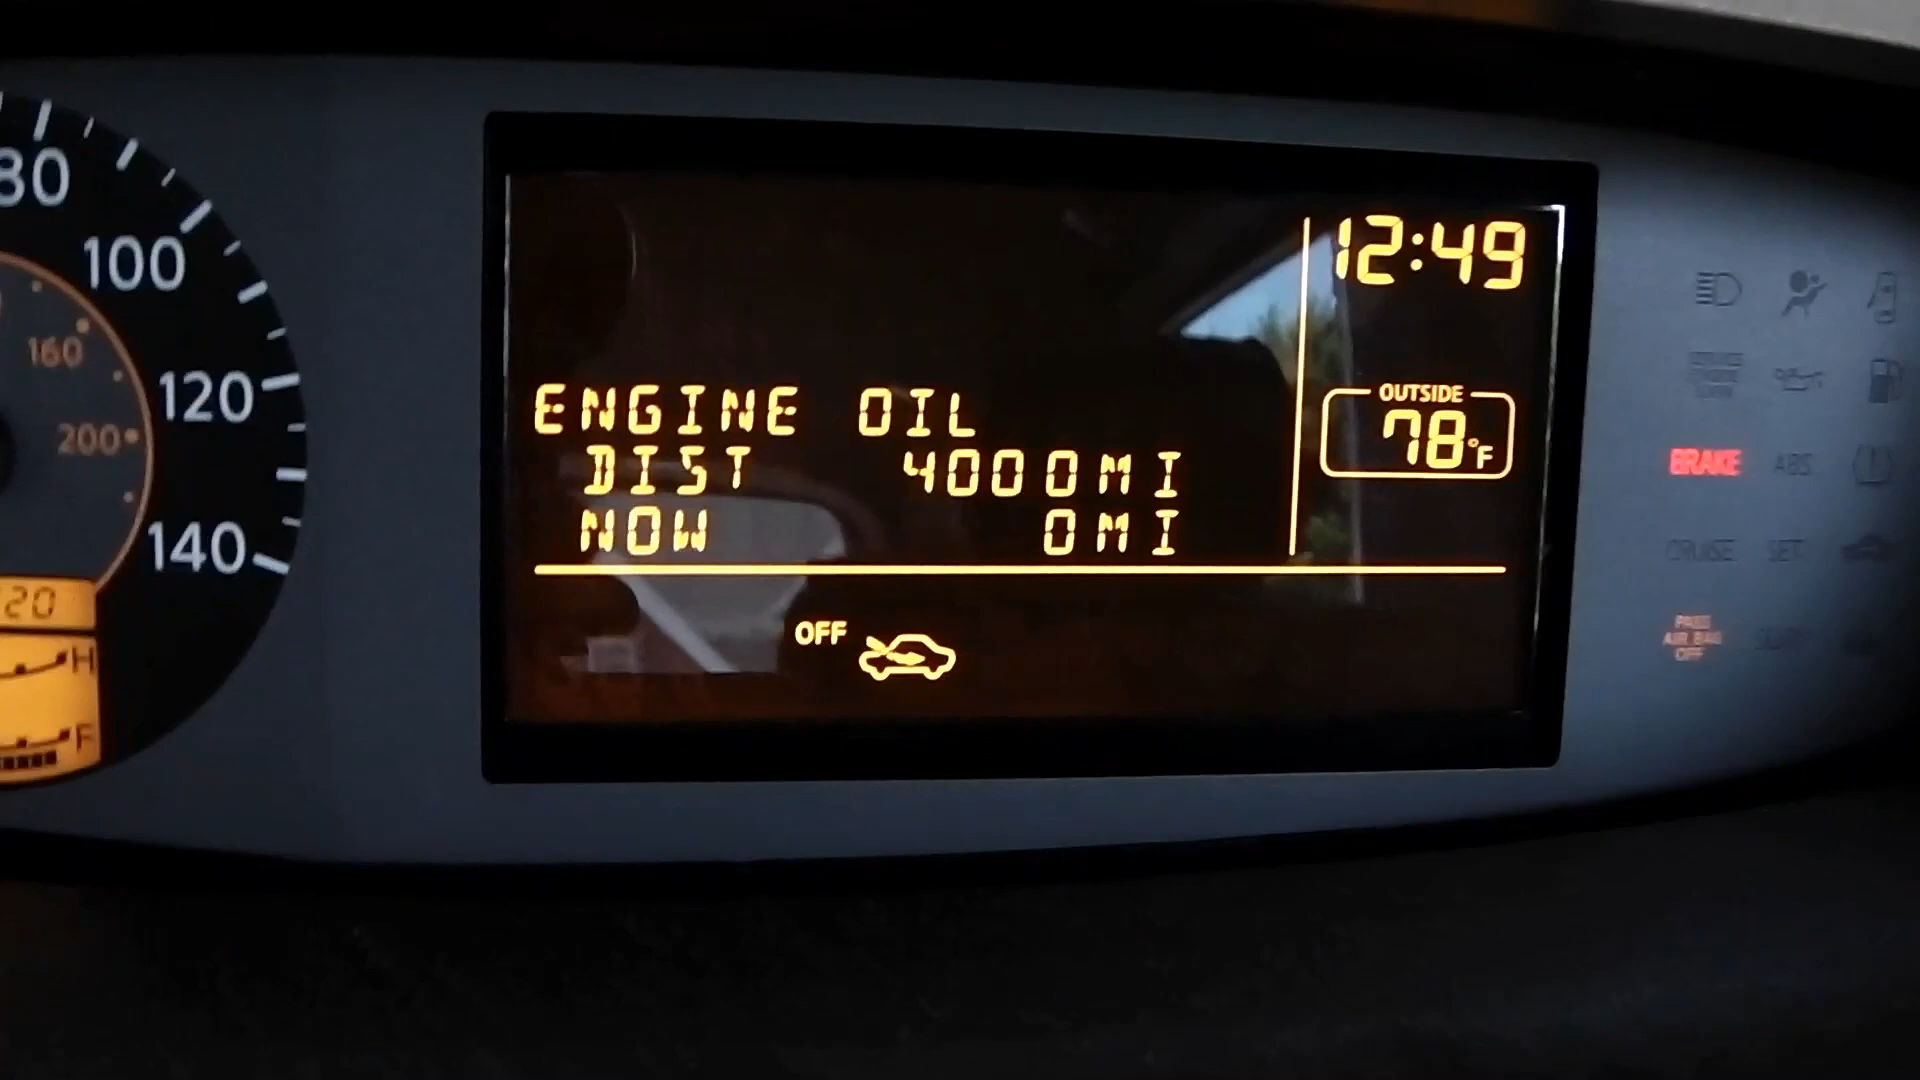 80
100
120
140
160
200
20
H
F
ENGINE OIL
DIST 4000MI
NOW 0MI
OFF
12:49
OUTSIDE
78°F
BRAKE ABS
CRUISE SET
PASS
AIR BAG
OFF